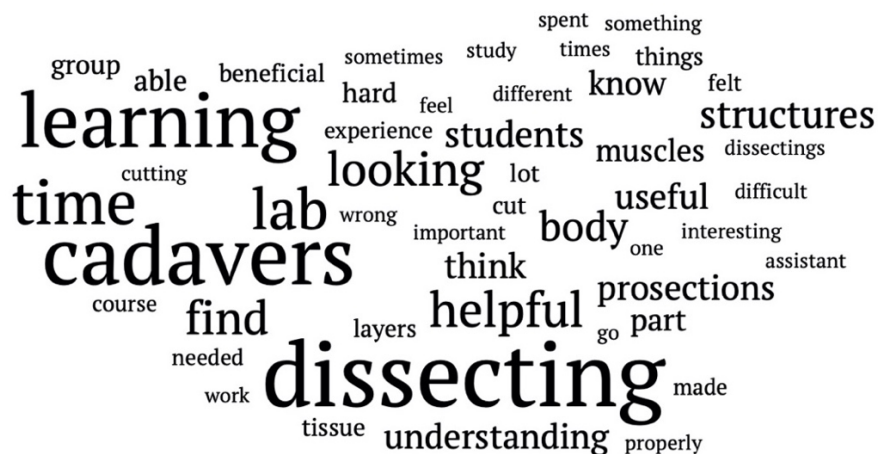 spent something
group able beneficial sometimes study times things
learning hard feel different know felt
experience students structures
cutting looking lot muscles dissectings
time lab wrong cut useful difficult
cadavers important body one interesting
think assistant
course find layers helpful prosections
go part
needed dissecting made
work
tissue understanding properly